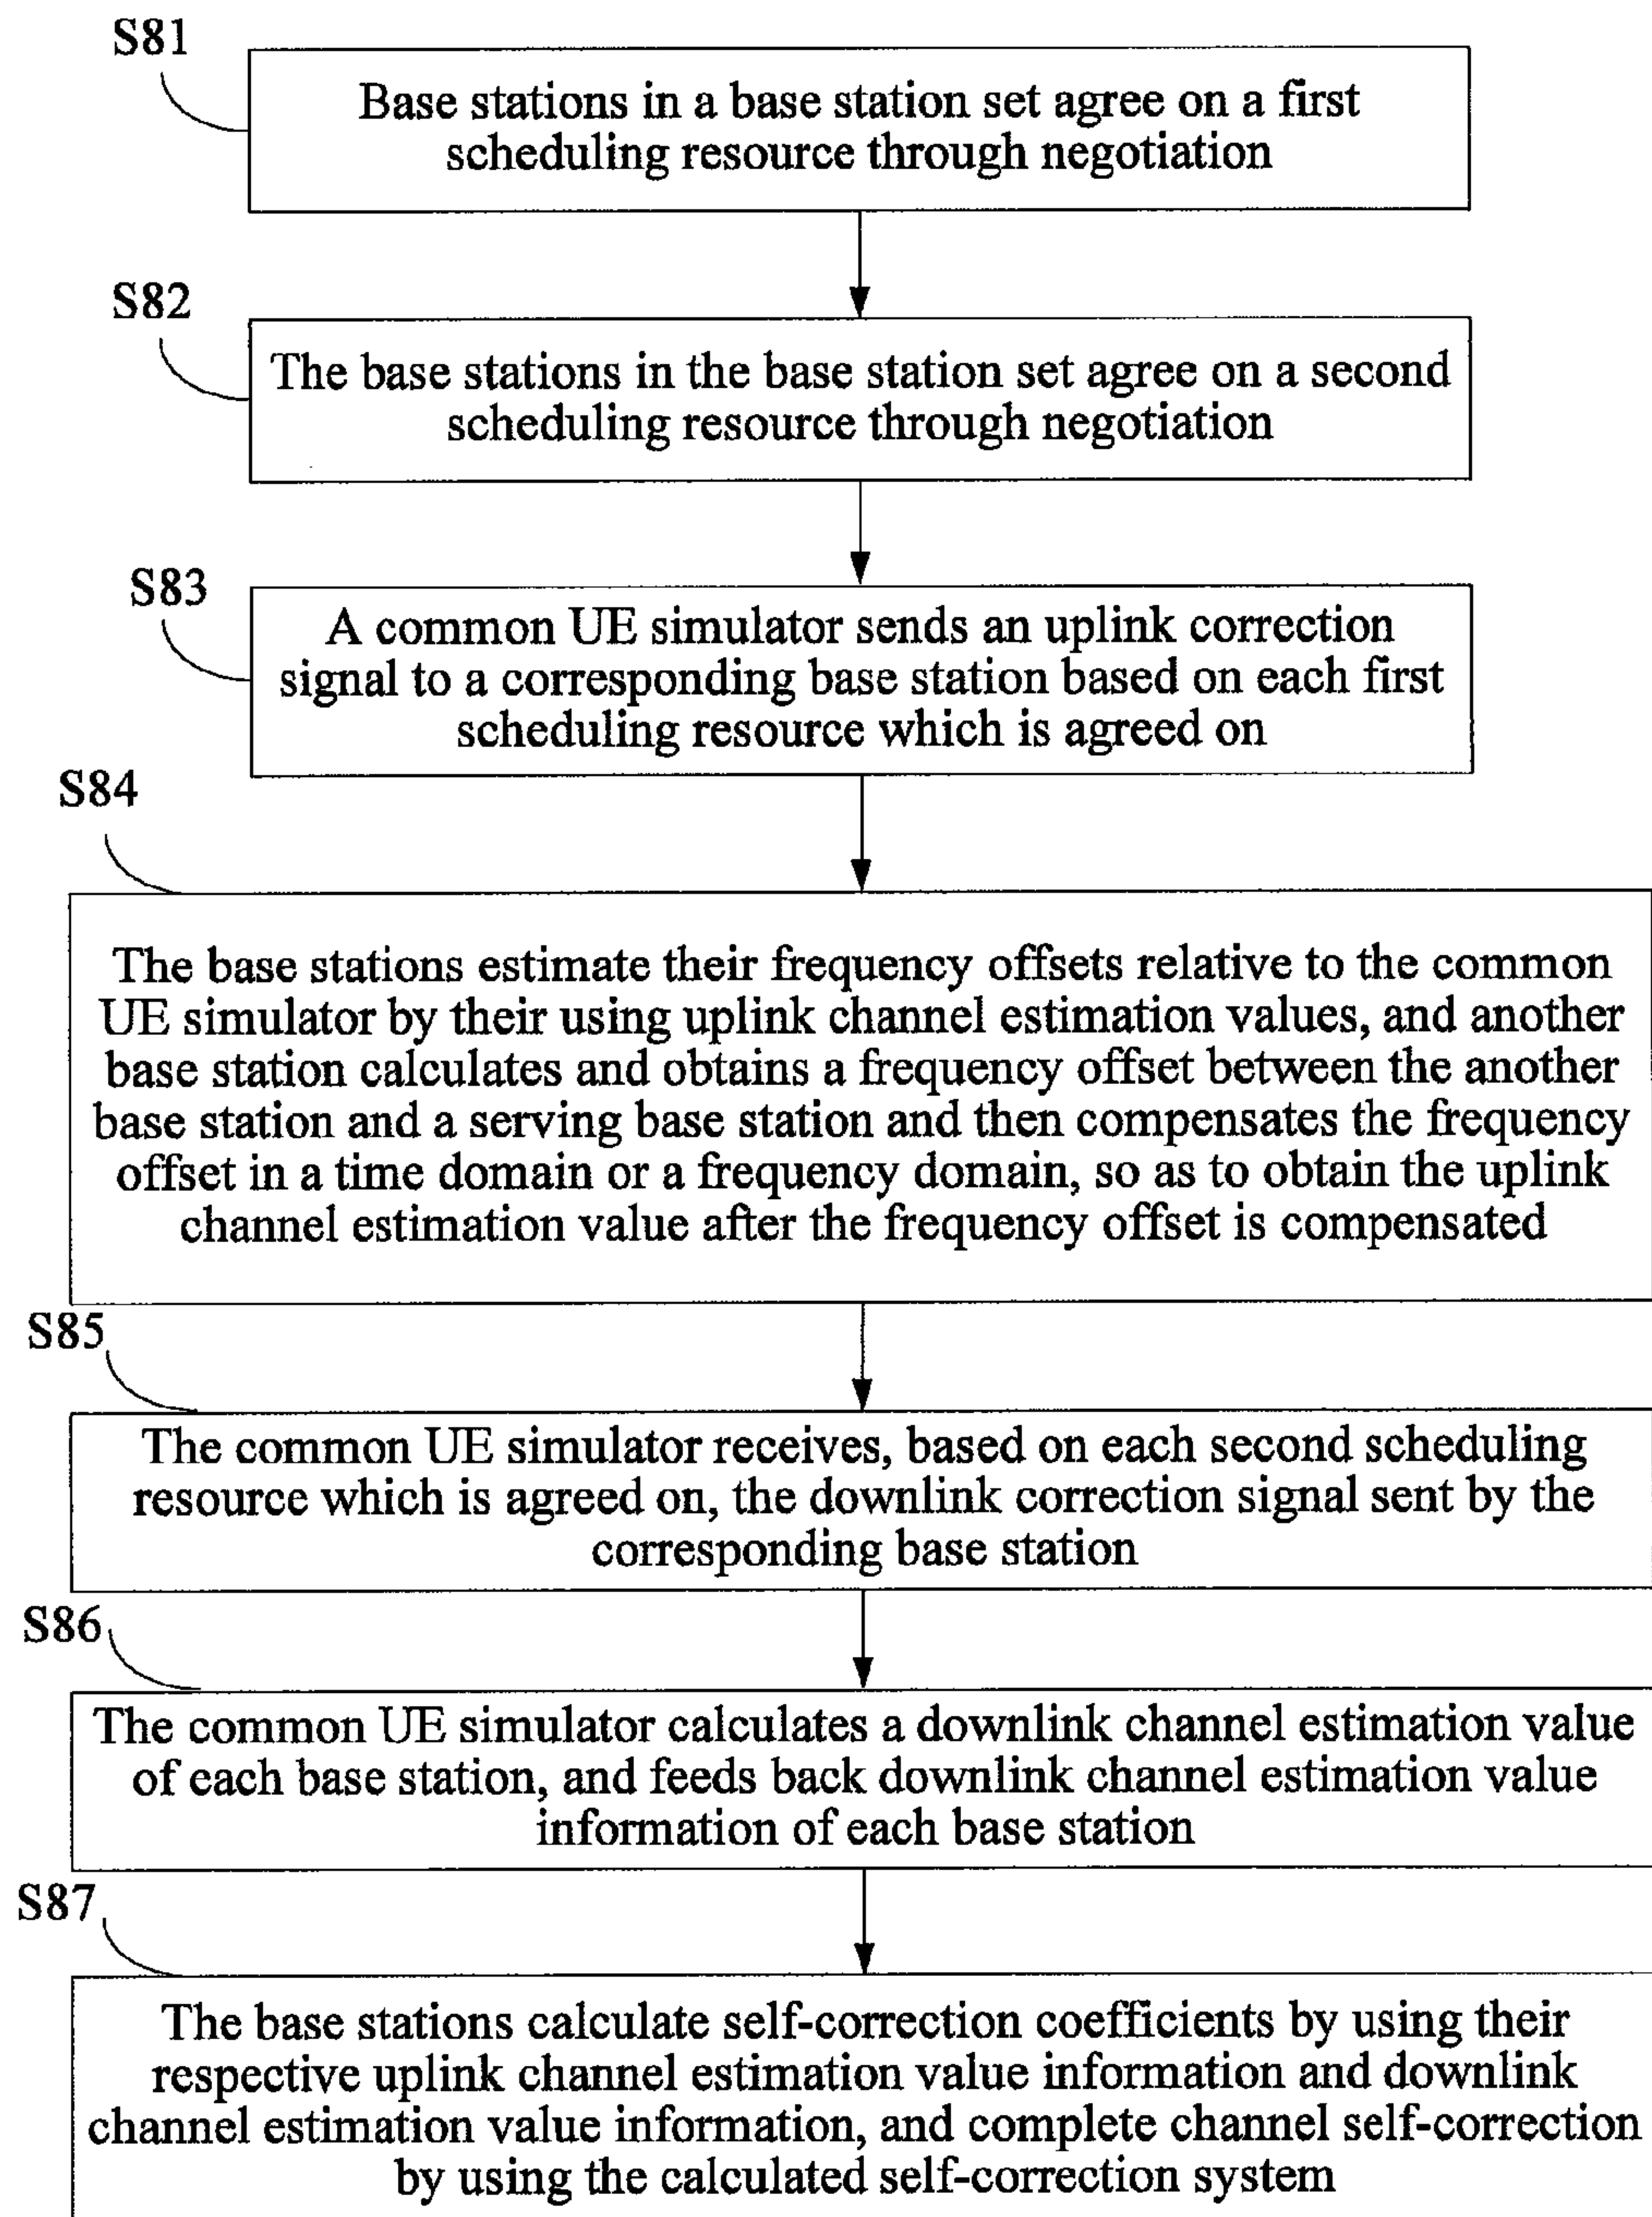 S81
Base stations in a base station set agree on a first
scheduling resource through negotiation
S82
The base stations in the base station set agree on a second
scheduling resource through negotiation
S83
A common UE simulator sends an uplink correction
signal to a corresponding base station based on each first
scheduling resource which is agreed on
S84
The base stations estimate their frequency offsets relative to the common
UE simulator by their using uplink channel estimation values, and another
base station calculates and obtains a frequency offset between the another
base station and a serving base station and then compensates the frequency
offset in a time domain or a frequency domain, so as to obtain the uplink
channel estimation value after the frequency offset is compensated
S85
The common UE simulator receives, based on each second scheduling
resource which is agreed on, the downlink correction signal sent by the
corresponding base station
S86
The common UE simulator calculates a downlink channel estimation value
of each base station, and feeds back downlink channel estimation value
information of each base station
S87
The base stations calculate self-correction coefficients by using their
respective uplink channel estimation value information and downlink
channel estimation value information, and complete channel self-correction
by using the calculated self-correction system